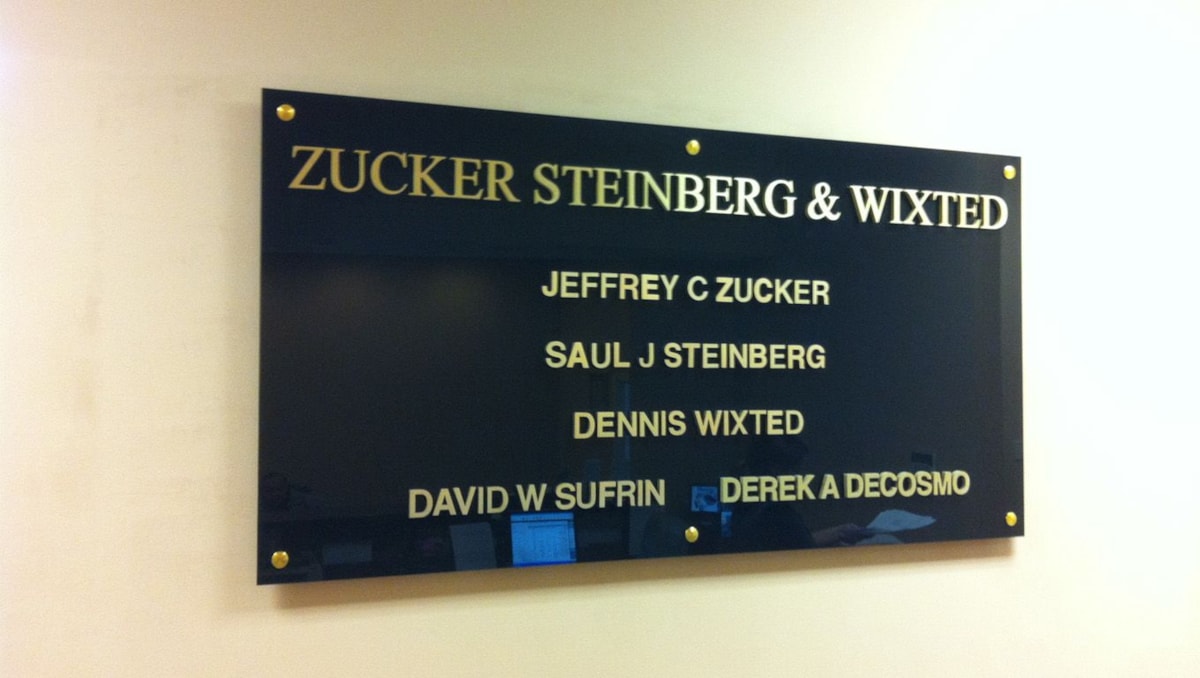 ZUCKER STEINBERG & WIXTED
JEFFREY C ZUCKER
SAUL J STEINBERG
DENNIS WIXTED
DAVID W SUFRIN DEREK A DECOSMO